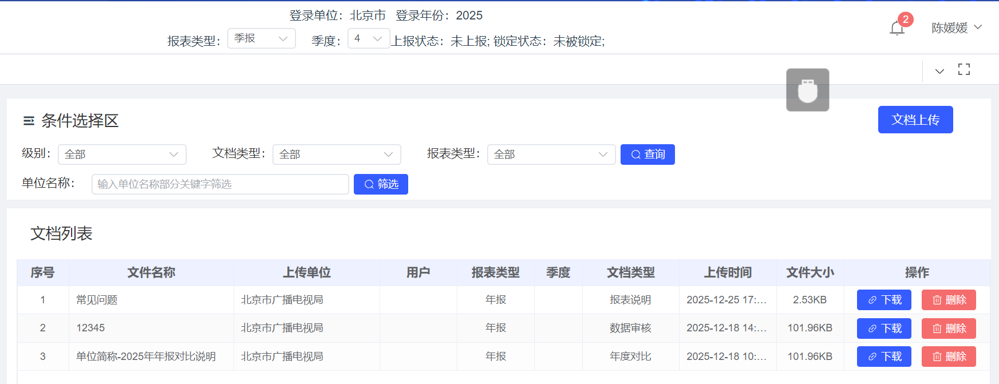 登录单位：北京市 登录年份：2025
报表类型： 季报 季度： 4 上报状态：未上报; 锁定状态：未被锁定;
2
陈媛媛
条件选择区
文档上传
级别： 全部 文档类型： 全部 报表类型： 全部 查询
单位名称： 输入单位名称部分关键字筛选 筛选
文档列表
序号 文件名称 上传单位 用户 报表类型 季度 文档类型 上传时间 文件大小 操作
1 常见问题 北京市广播电视局 年报 报表说明 2025-12-25 17:... 2.53KB 下载 删除
2 12345 北京市广播电视局 年报 数据审核 2025-12-18 14:... 101.96KB 下载 删除
3 单位简称-2025年年报对比说明 北京市广播电视局 年报 年度对比 2025-12-18 10:... 101.96KB 下载 删除